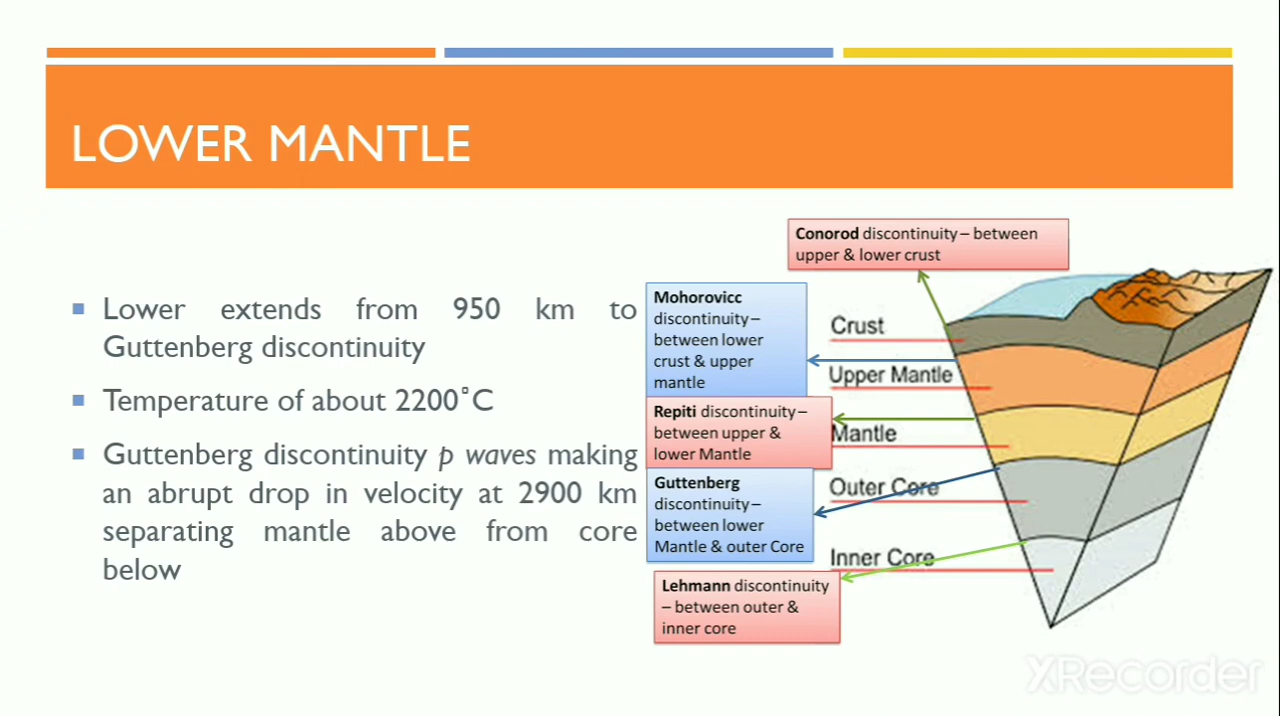 LOWER MANTLE
Lower extends from 950 km to
Guttenberg discontinuity
Temperature of about 2200°C
Guttenberg discontinuity p waves making
an abrupt drop in velocity at 2900 km
separating mantle above from core
below
Conorod discontinuity – between
upper & lower crust
Mohorovicc
discontinuity –
between lower
crust & upper
mantle
Repiti discontinuity –
between upper &
lower Mantle
Guttenberg
discontinuity –
between lower
Mantle & outer Core
Lehmann discontinuity
– between outer &
inner core
Crust
Upper Mantle
Mantle
Outer Core
Inner Core
XRecorder